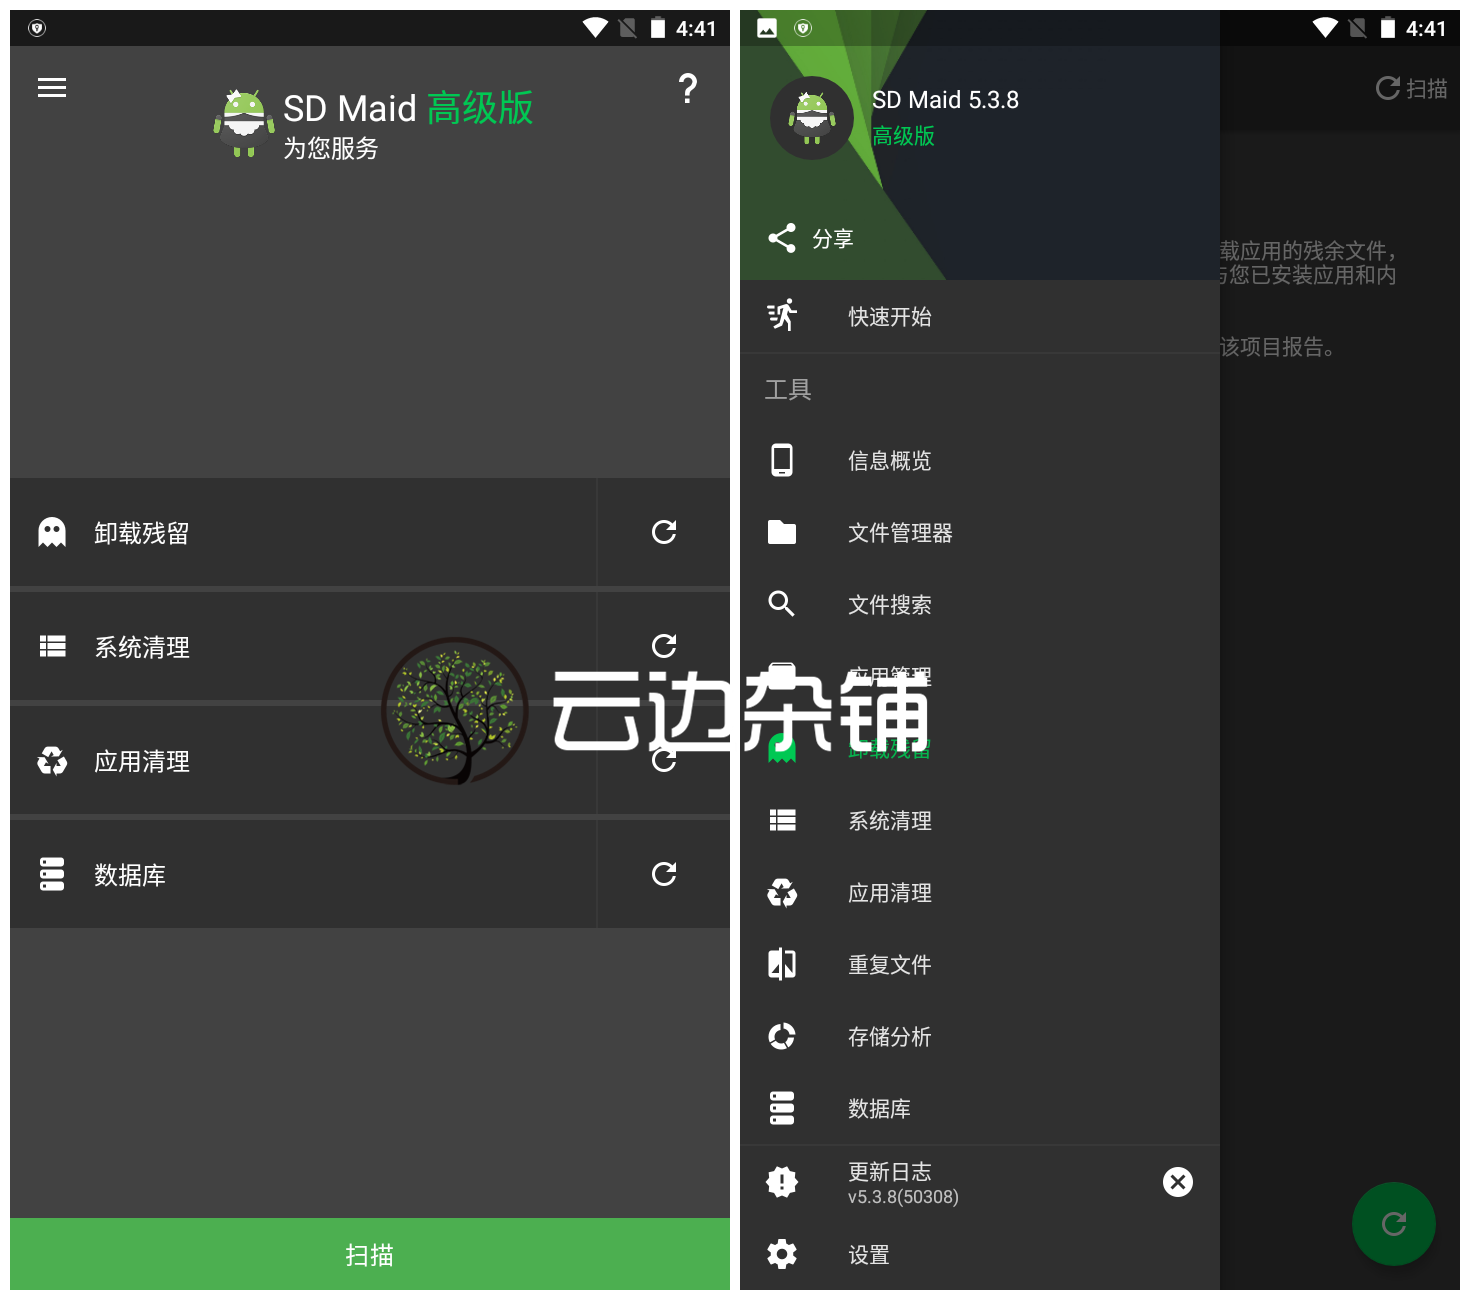 4:41
SD Maid 高级版
为您服务
卸载残留
系统清理
应用清理
数据库
扫描
4:41
扫描
SD Maid 5.3.8
高级版
分享
载应用的残余文件，
与您已安装应用和内
该项目报告。
快速开始
工具
信息概览
文件管理器
文件搜索
应用管理
卸载残留
系统清理
应用清理
重复文件
存储分析
数据库
更新日志
v5.3.8(50308)
设置
云边杂铺